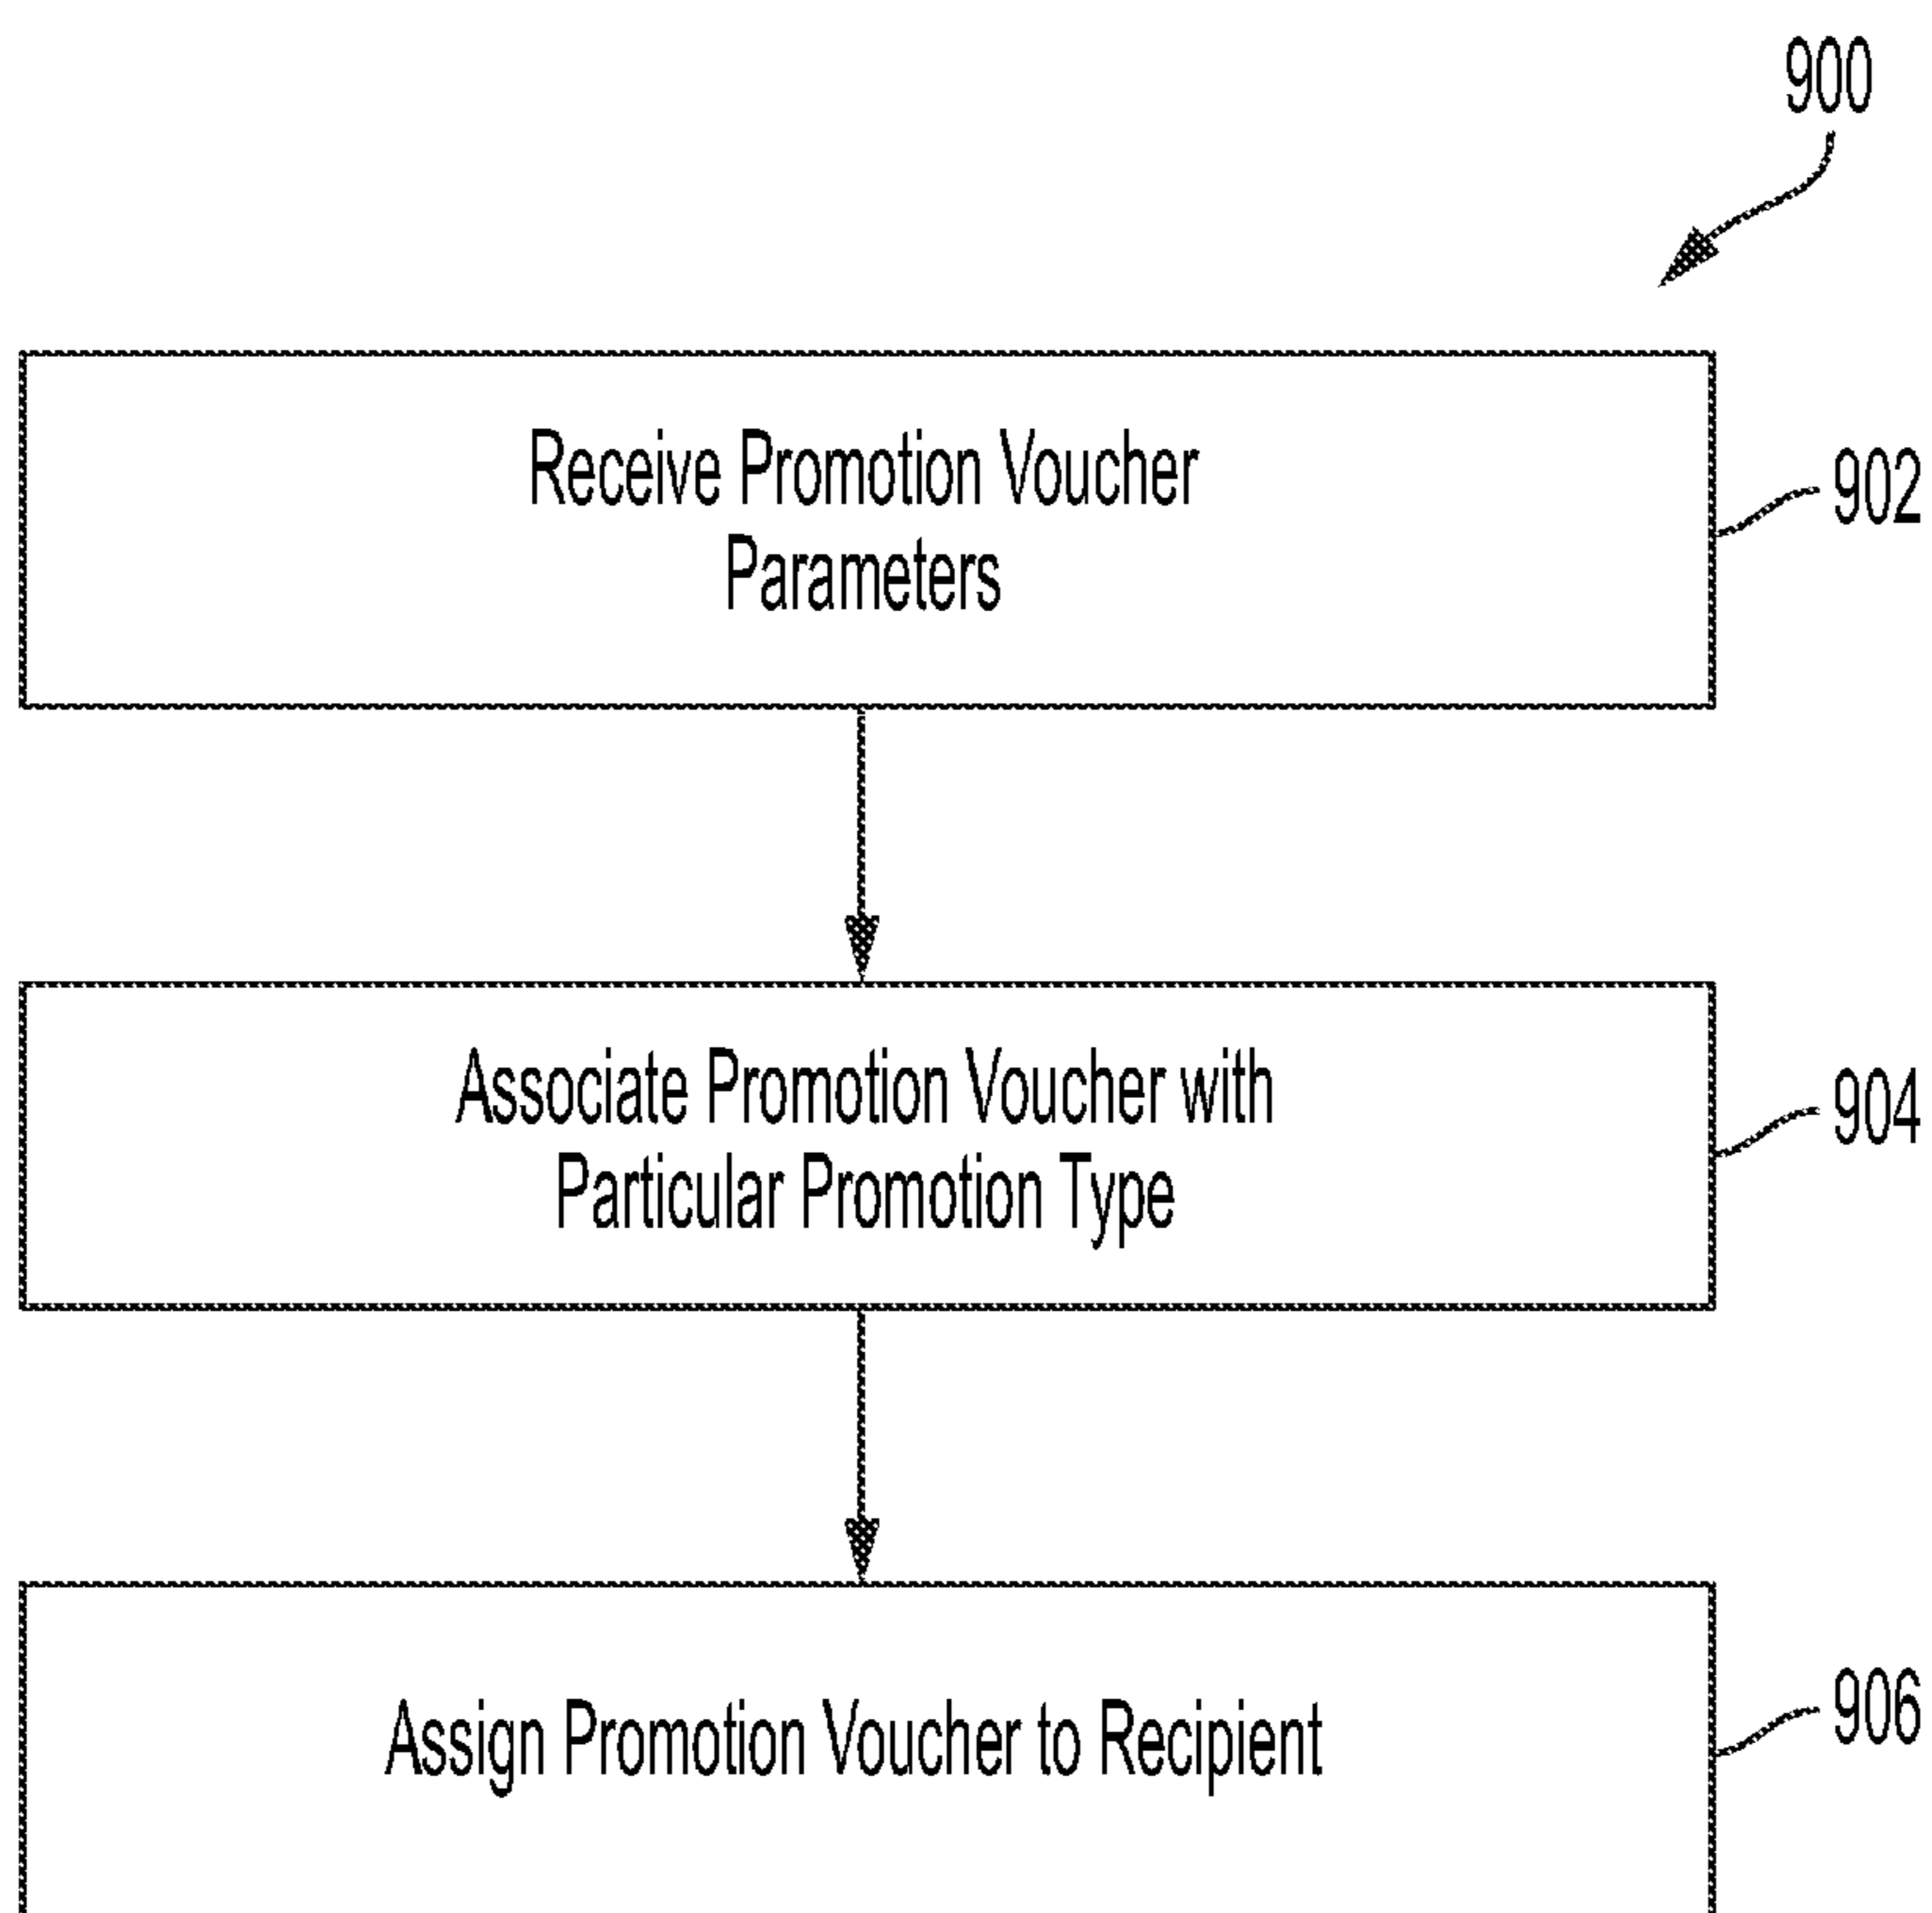 900
Receive Promotion Voucher
Parameters
902
Associate Promotion Voucher with
Particular Promotion Type
904
Assign Promotion Voucher to Recipient
906